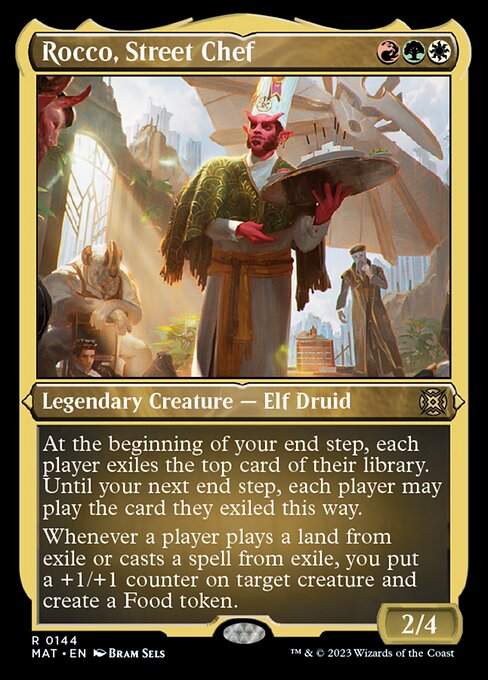 Rocco, Street Chef
Legendary Creature — Elf Druid
At the beginning of your end step, each
player exiles the top card of their library.
Until your next end step, each player may
play the card they exiled this way.
Whenever a player plays a land from
exile or casts a spell from exile, you put
a +1/+1 counter on target creature and
create a Food token.
2/4
R 0144
MAT • EN Bram Sels
™ & © 2023 Wizards of the Coast